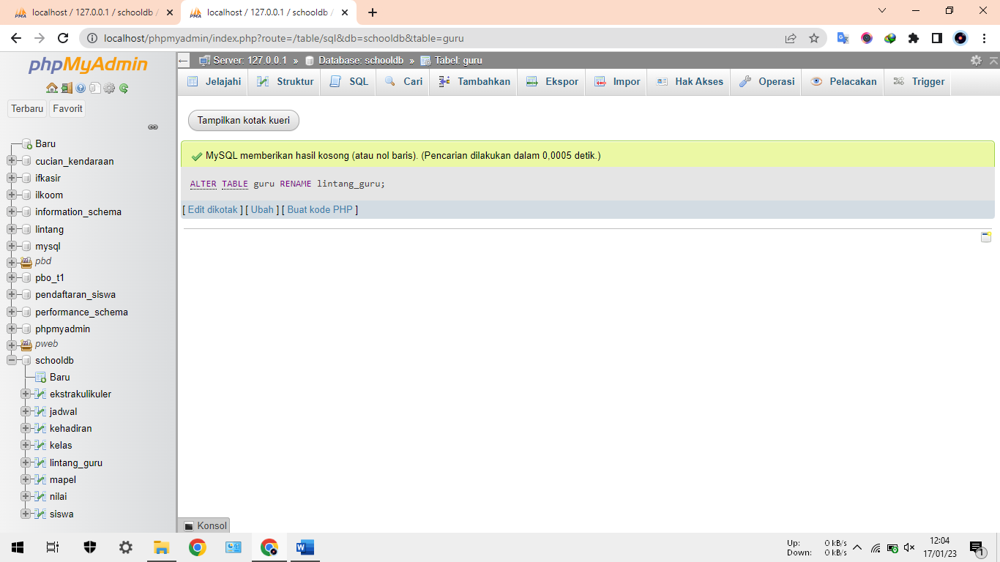 localhost / 127.0.0.1 / schooldb /
localhost / 127.0.0.1 / schooldb /
localhost/phpmyadmin/index.php?route=/table/sql&db=schooldb&table=guru
phpMyAdmin
Server: 127.0.0.1 » Database: schooldb » Tabel: guru
Jelajahi Struktur SQL Cari Tambahkan Ekspor Impor Hak Akses Operasi Pelacakan Trigger
Terbaru Favorit
Baru
cucian_kendaraan
ifkasir
ilkoom
information_schema
lintang
mysql
pbd
pbo_t1
pendaftaran_siswa
performance_schema
phpmyadmin
pweb
schooldb
Baru
ekstrakulikuler
jadwal
kehadiran
kelas
lintang_guru
mapel
nilai
siswa
Tampilkan kotak kueri
MySQL memberikan hasil kosong (atau nol baris). (Pencarian dilakukan dalam 0,0005 detik.)
ALTER TABLE guru RENAME lintang_guru;
[ Edit dikotak ] [ Ubah ] [ Buat kode PHP ]
Konsol
Up: 0 kB/s
Down: 0 kB/s
12:04
17/01/23
1